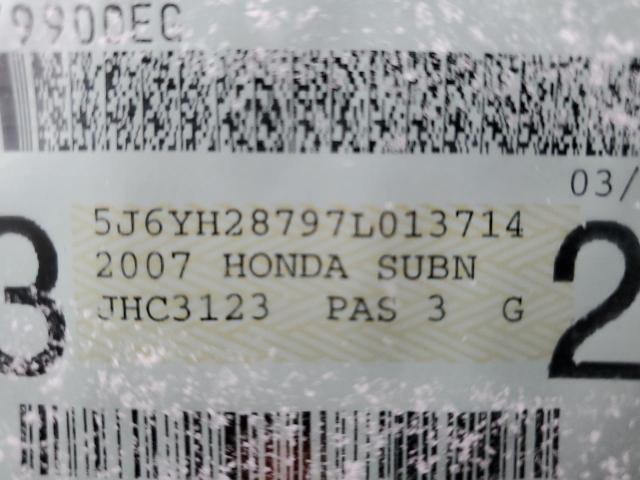 9900EC
03/
5J6YH28797L013714
3 2007 HONDA SUBN 2
JHC3123 PAS 3 G